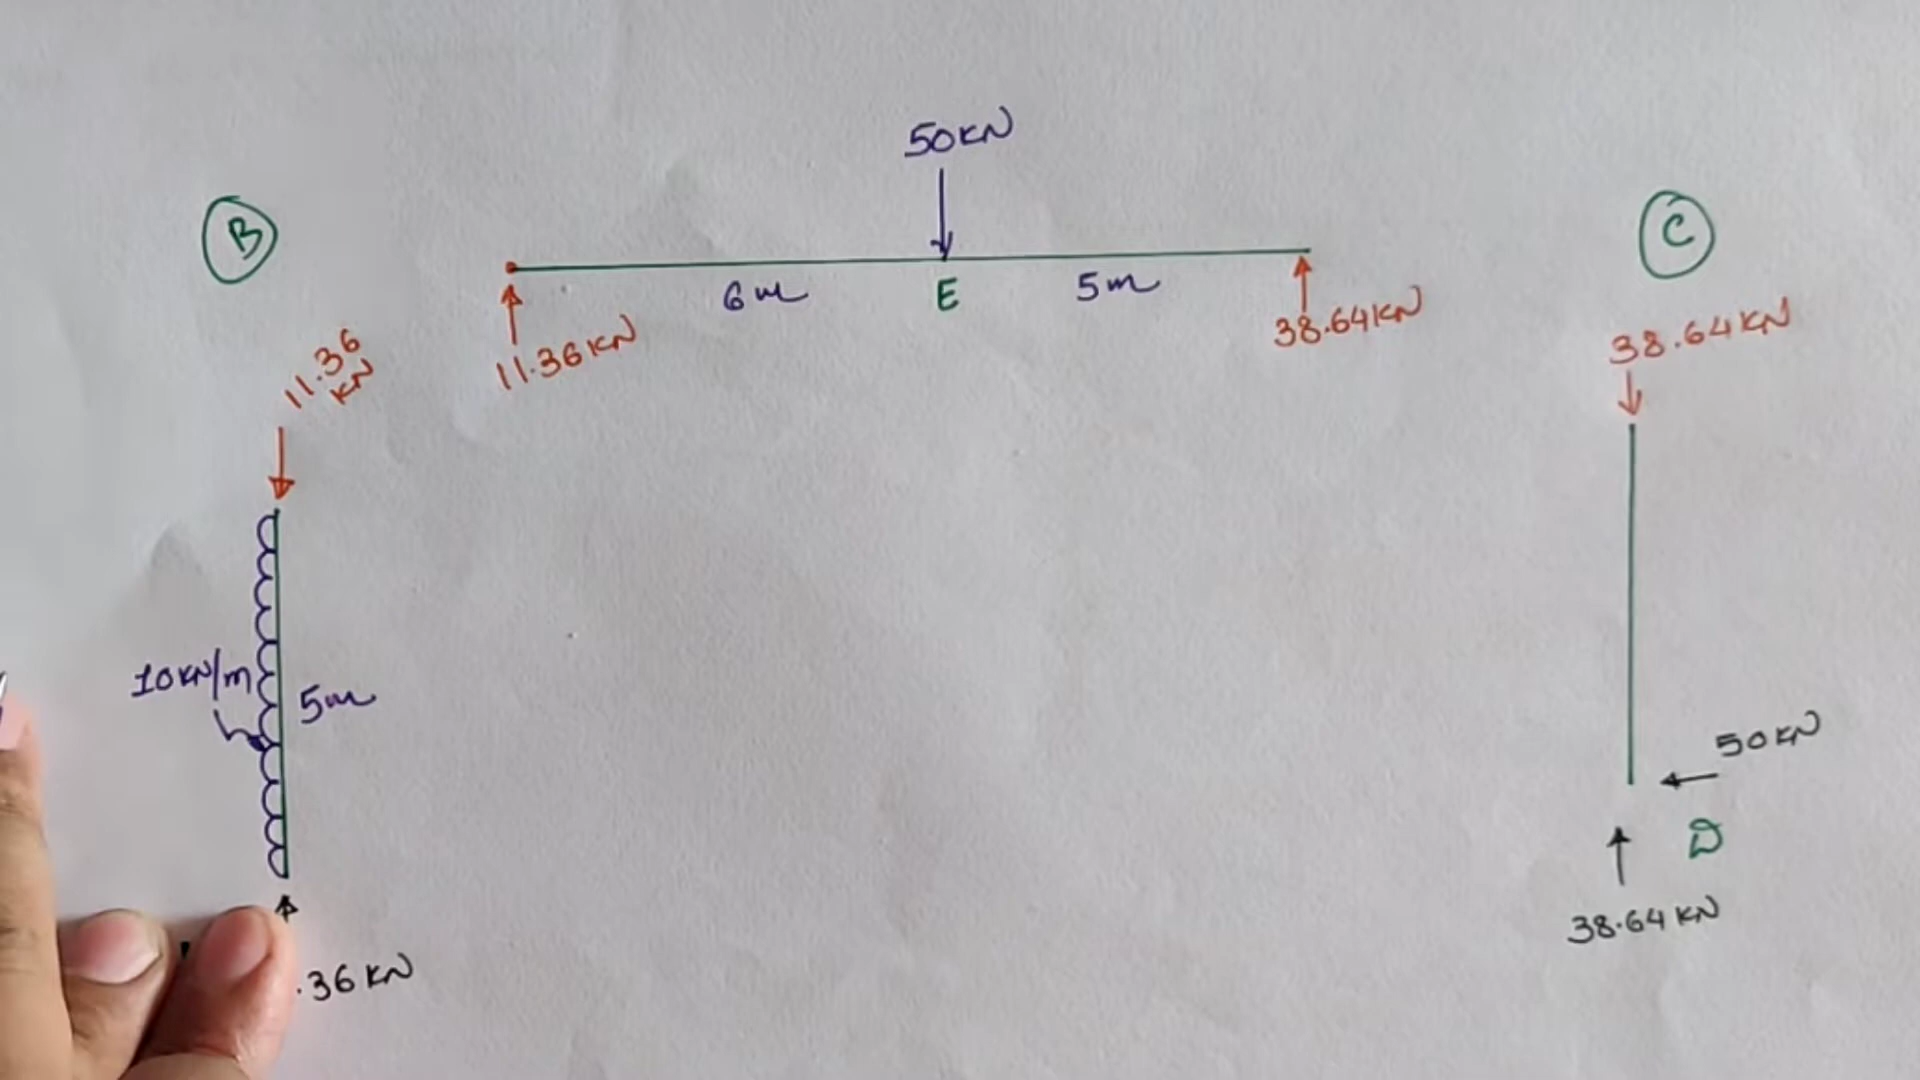 50KN
B
C
6m
E
5m
11.36KN
38.64KN
38.64KN
11.36
KN
10KN/m
5m
50KN
D
38.64KN
.36KN